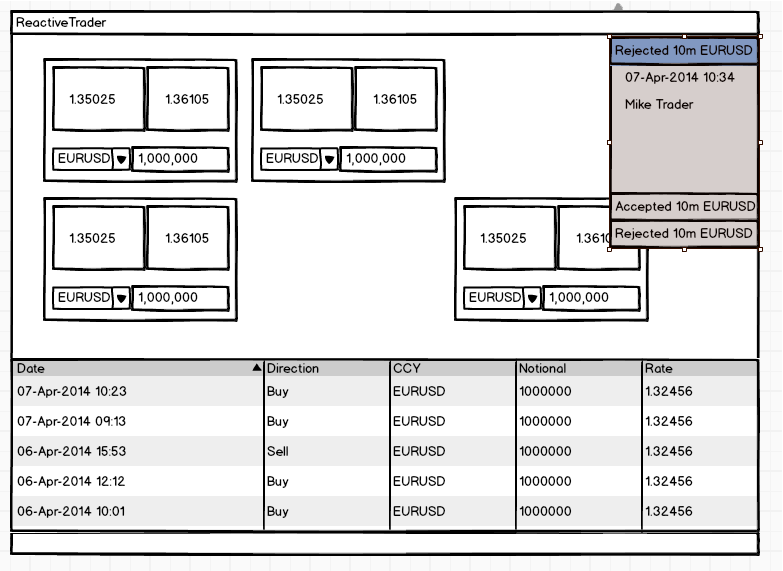 ReactiveTrader
Rejected 10m EURUSD
07-Apr-2014 10:34
Mike Trader
Accepted 10m EURUSD
Rejected 10m EURUSD
1.35025 1.36105
EURUSD 1,000,000
1.35025 1.36105
EURUSD 1,000,000
1.35025 1.36105
EURUSD 1,000,000
1.35025 1.3610
EURUSD 1,000,000
Date Direction CCY Notional Rate
07-Apr-2014 10:23 Buy EURUSD 1000000 1.32456
07-Apr-2014 09:13 Buy EURUSD 1000000 1.32456
06-Apr-2014 15:53 Sell EURUSD 1000000 1.32456
06-Apr-2014 12:12 Buy EURUSD 1000000 1.32456
06-Apr-2014 10:01 Buy EURUSD 1000000 1.32456